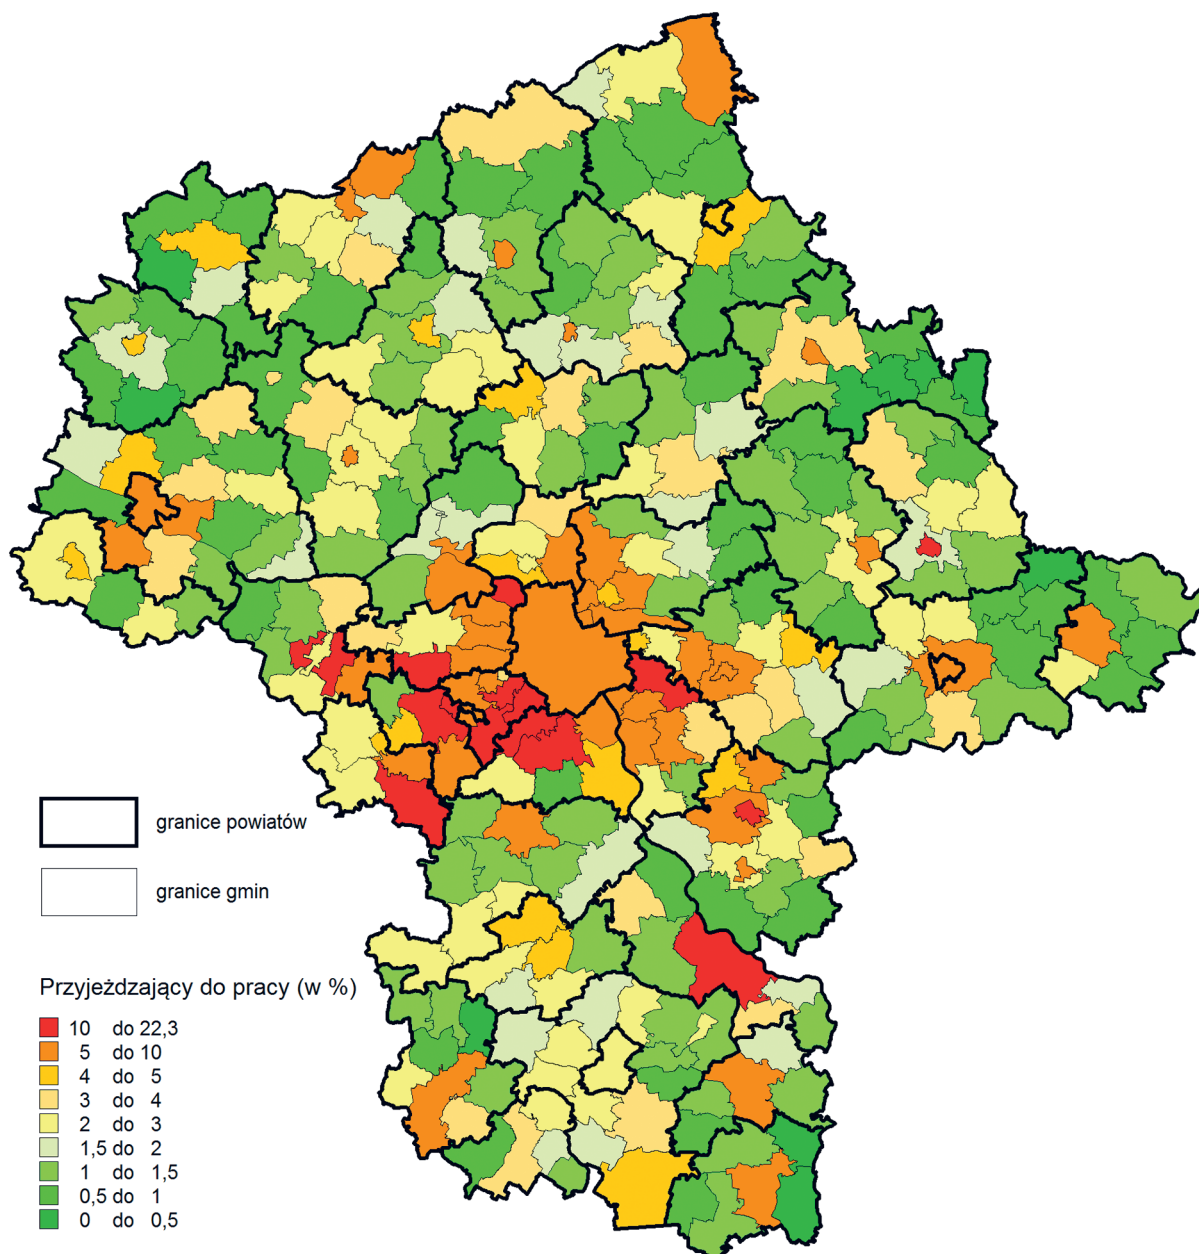 granice powiatów
granice gmin
Przyjeżdzający do pracy (w %)
10 do 22,3
5 do 10
4 do 5
3 do 4
2 do 3
1,5 do 2
1 do 1,5
0,5 do 1
0 do 0,5